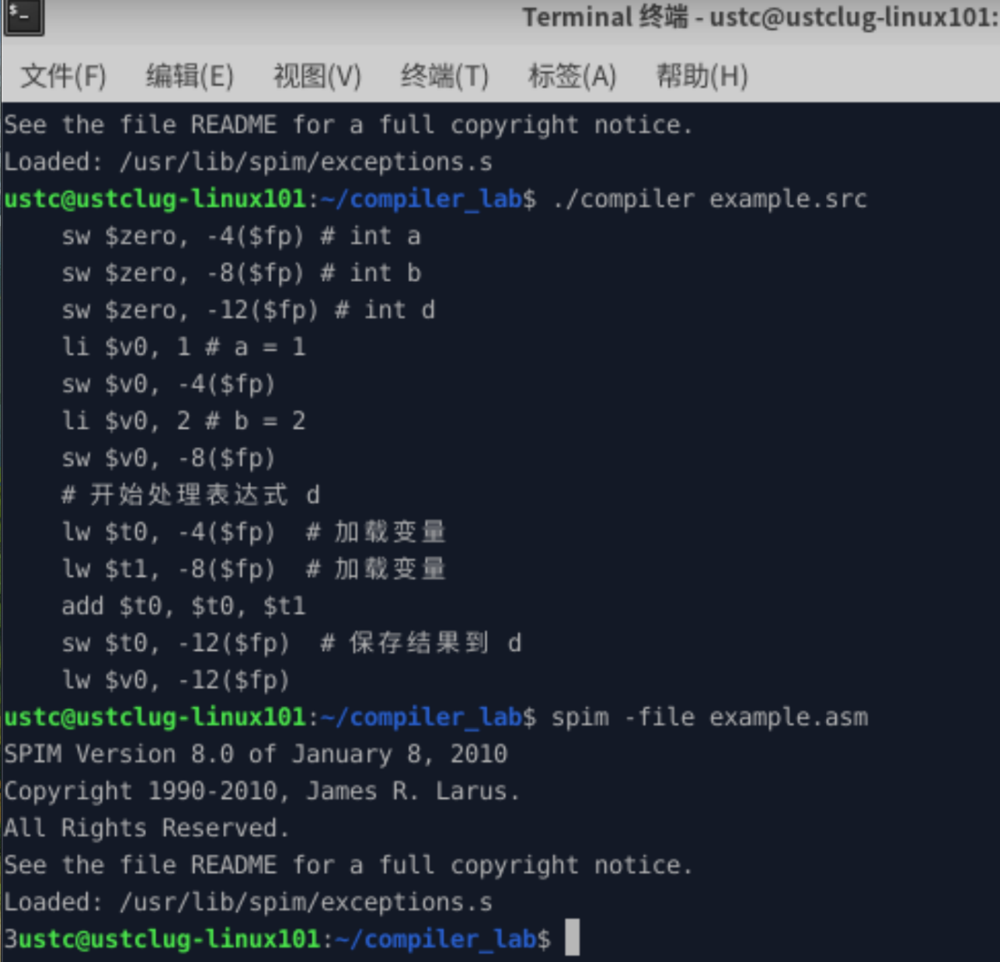 $_
Terminal 终端 - ustc@ustclug-linux101:
文件(F) 编辑(E) 视图(V) 终端(T) 标签(A) 帮助(H)
See the file README for a full copyright notice.
Loaded: /usr/lib/spim/exceptions.s
ustc@ustclug-linux101:~/compiler_lab$ ./compiler example.src
    sw $zero, -4($fp) # int a
    sw $zero, -8($fp) # int b
    sw $zero, -12($fp) # int d
    li $v0, 1 # a = 1
    sw $v0, -4($fp)
    li $v0, 2 # b = 2
    sw $v0, -8($fp)
    # 开始处理表达式 d
    lw $t0, -4($fp)  # 加载变量
    lw $t1, -8($fp)  # 加载变量
    add $t0, $t0, $t1
    sw $t0, -12($fp)  # 保存结果到 d
    lw $v0, -12($fp)
ustc@ustclug-linux101:~/compiler_lab$ spim -file example.asm
SPIM Version 8.0 of January 8, 2010
Copyright 1990-2010, James R. Larus.
All Rights Reserved.
See the file README for a full copyright notice.
Loaded: /usr/lib/spim/exceptions.s
3ustc@ustclug-linux101:~/compiler_lab$